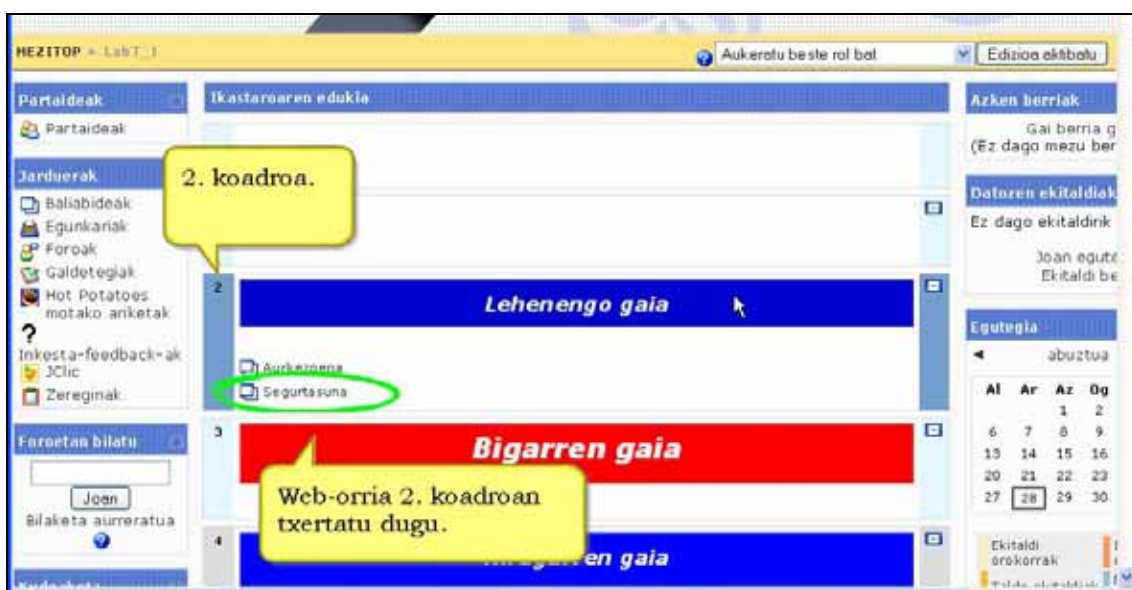 MEZITOP » LabT_1
Aukeratu beste rol bat
Edizioa aktibatu
Partaideak
Partaideak
Jarduerak
Baliabideak
Egunkariak
Foroak
Galdetegiak
Hot Potatoes
motako ariketak
?
Inkesta-feedback-ak
JClic
Zereginak
Foroetan bilatu
Joan
Bilaketa aurreratua
Ikastaroaren edukia
2. koadroa.
2
Lehenengo gaia
Aurkezpena
Segurtasuna
3
Bigarren gaia
Web-orria 2. koadroan
txertatu dugu.
4
gaia
Azken berriak
Gai berria g
(Ez dago mezu ber
Datozen ekitaldiak
Ez dago ekitaldirik
Joan egute
Ekitaldi be
Egutegia
◄ abuztua
Al Ar Az Og
1 2
6 7 8 9
13 14 15 16
20 21 22 23
27 28 29 30
Ekitaldi
orokorrak